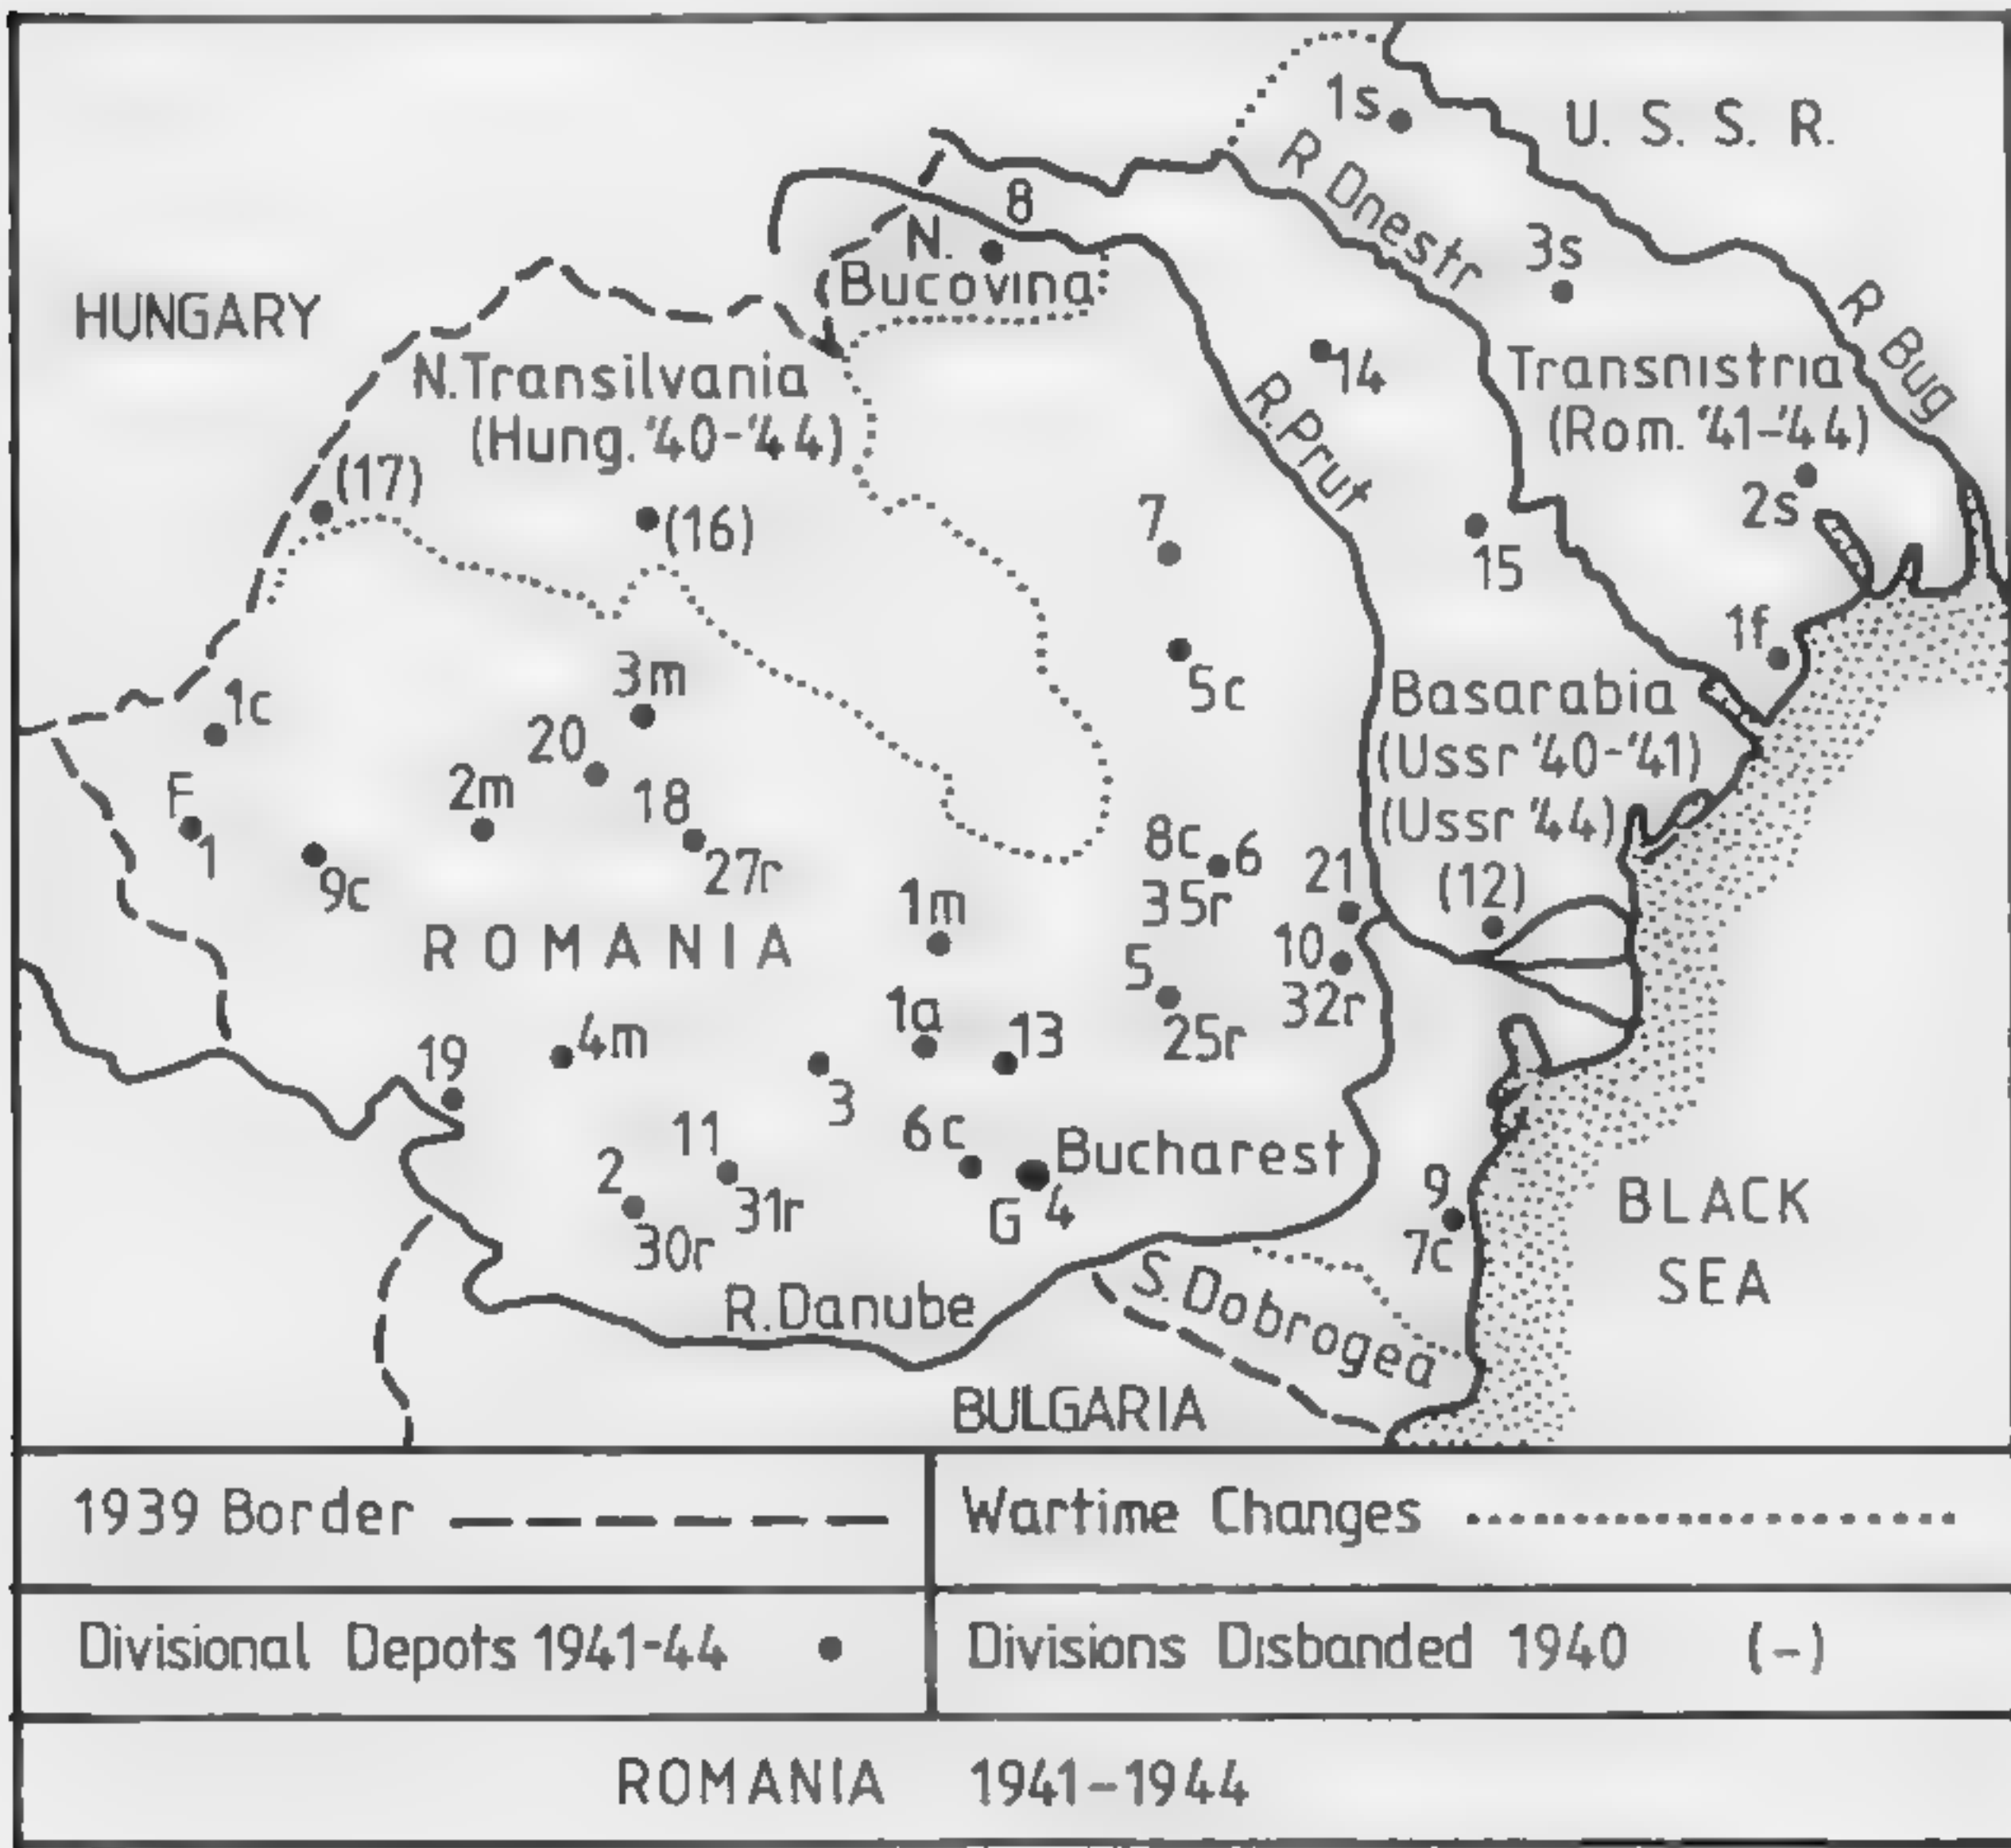 1s
U. S. S. R.
R Dnestr
8
N.
Bucovina
3s
HUNGARY
R Bug
N.Transilvania
(Hung. '40-'44)
14
Transnistria
(Rom. '41-'44)
R.Prut
(17)
(16)
7
15
2s
1f
3m
5c
Basarabia
(Ussr '40-'41)
(Ussr '44)
1c
20
2m
18
27r
F
1
9c
8c
6
35r
21
(12)
1m
ROMANIA
10
32r
5
25r
1a
13
19
4m
3
6c
Bucharest
G
4
11
31r
2
30r
9
7c
BLACK
SEA
R.Danube
S.Dobrogea
BULGARIA
1939 Border
Wartime Changes
Divisional Depots 1941-44
Divisions Disbanded 1940 (-)
ROMANIA 1941-1944